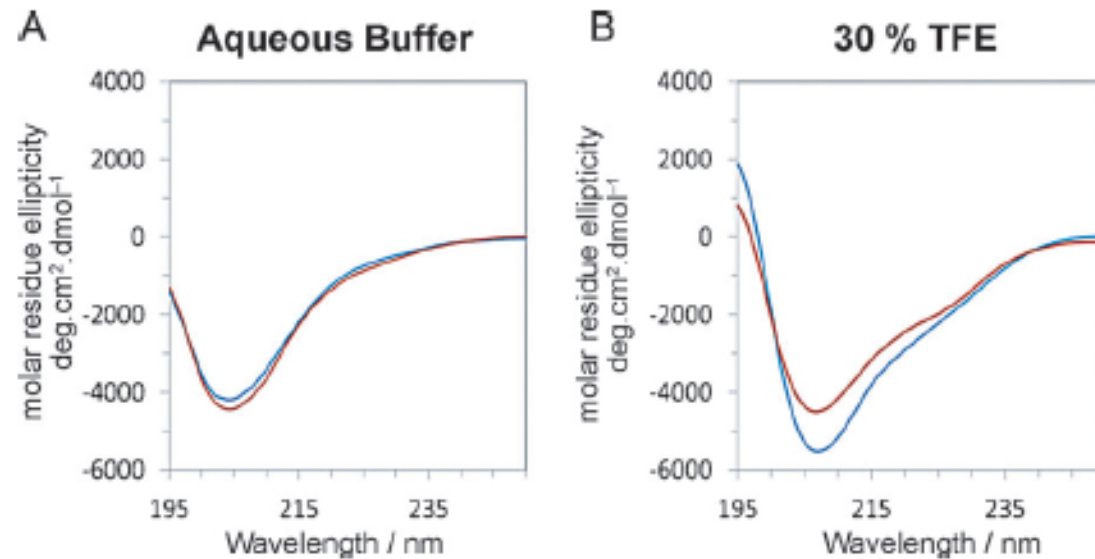 A Aqueous Buffer
molar residue ellipticity
deg.cm².dmol⁻¹
4000
2000
0
-2000
-4000
-6000
195 215 235
Wavelength / nm
B 30 % TFE
molar residue ellipticity
deg.cm².dmol⁻¹
4000
2000
0
-2000
-4000
-6000
195 215 235
Wavelength / nm